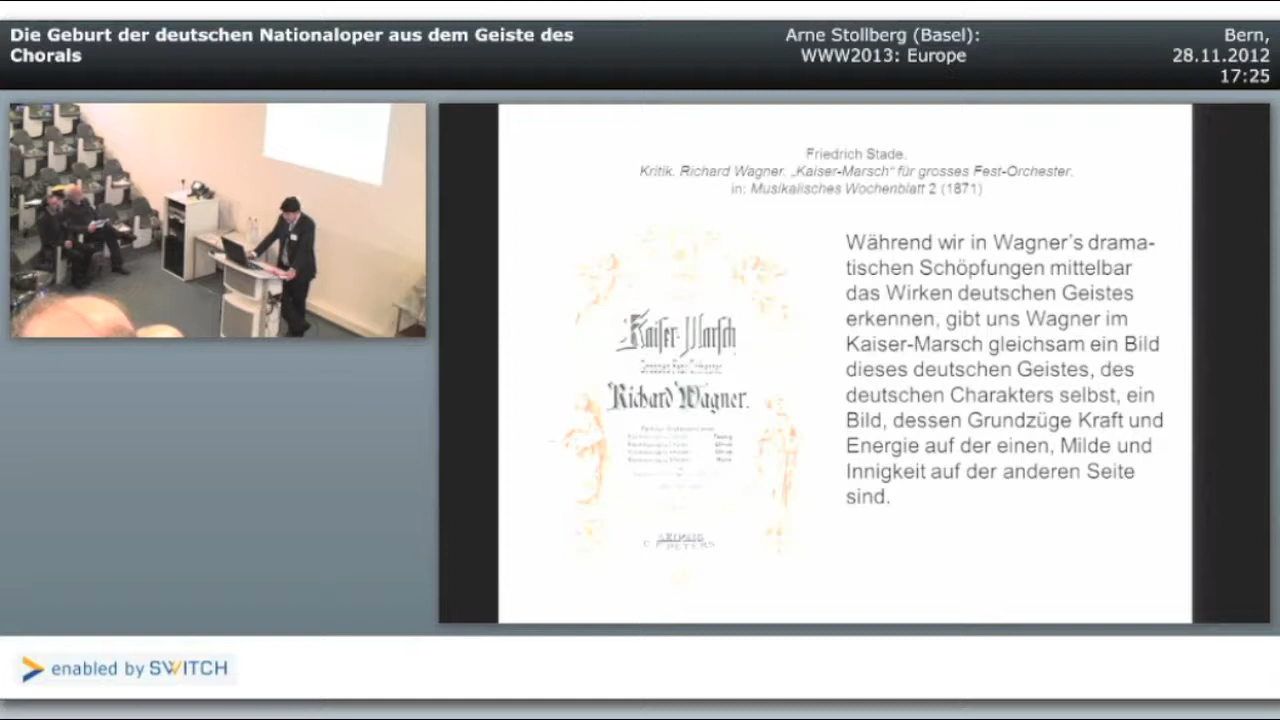 Die Geburt der deutschen Nationaloper aus dem Geiste des
Chorals
Arne Stollberg (Basel):
WWW2013: Europe
Bern,
28.11.2012
17:25
Friedrich Stade,
Kritik. Richard Wagner. „Kaiser-Marsch“ für grosses Fest-Orchester,
in: Musikalisches Wochenblatt 2 (1871)
Kaiser-Marsch
Richard Wagner.
LEIPZIG
C. F. PETERS
Während wir in Wagner’s drama-
tischen Schöpfungen mittelbar
das Wirken deutschen Geistes
erkennen, gibt uns Wagner im
Kaiser-Marsch gleichsam ein Bild
dieses deutschen Geistes, des
deutschen Charakters selbst, ein
Bild, dessen Grundzüge Kraft und
Energie auf der einen, Milde und
Innigkeit auf der anderen Seite
sind.
enabled by SWITCH